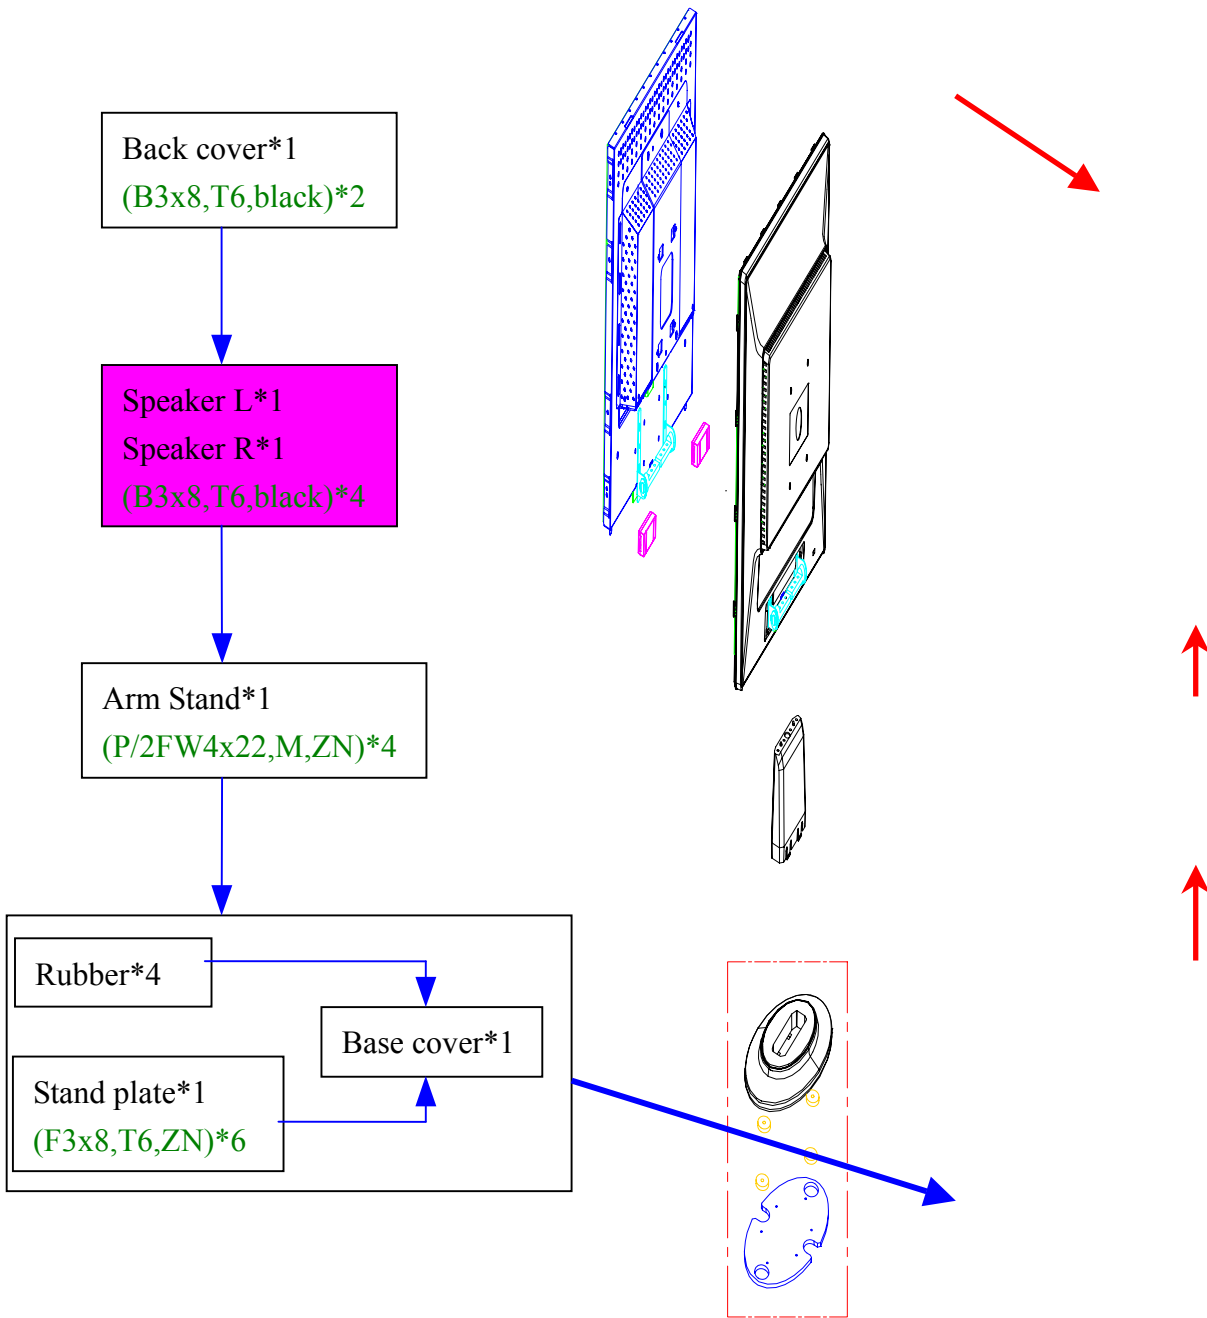 Back cover*1
(B3x8,T6,black)*2
Speaker L*1
Speaker R*1
(B3x8,T6,black)*4
Arm Stand*1
(P/2FW4x22,M,ZN)*4
Rubber*4
Base cover*1
Stand plate*1
(F3x8,T6,ZN)*6